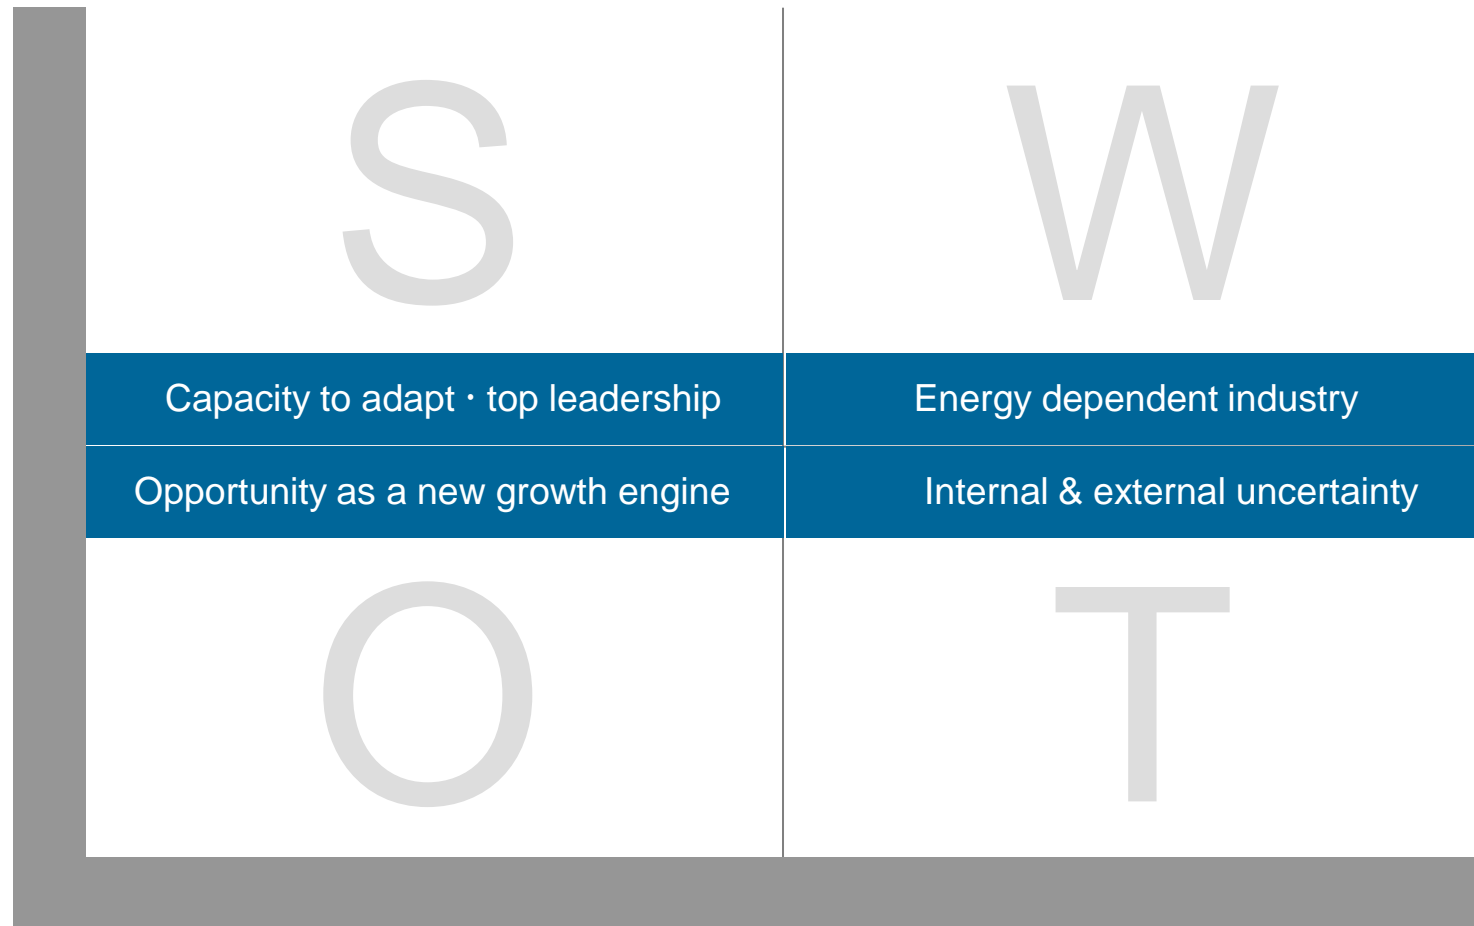 S
W
Capacity to adapt · top leadership
Energy dependent industry
Opportunity as a new growth engine
Internal & external uncertainty
O
T